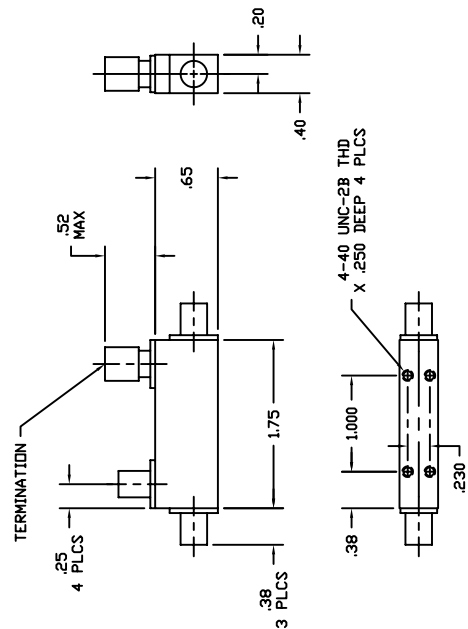 .20
.40
.65
.52
MAX
TERMINATION
1.75
.25
4 PLCS
.38
3 PLCS
4-40 UNC-2B THD
X .250 DEEP 4 PLCS
1.000
.38
.230